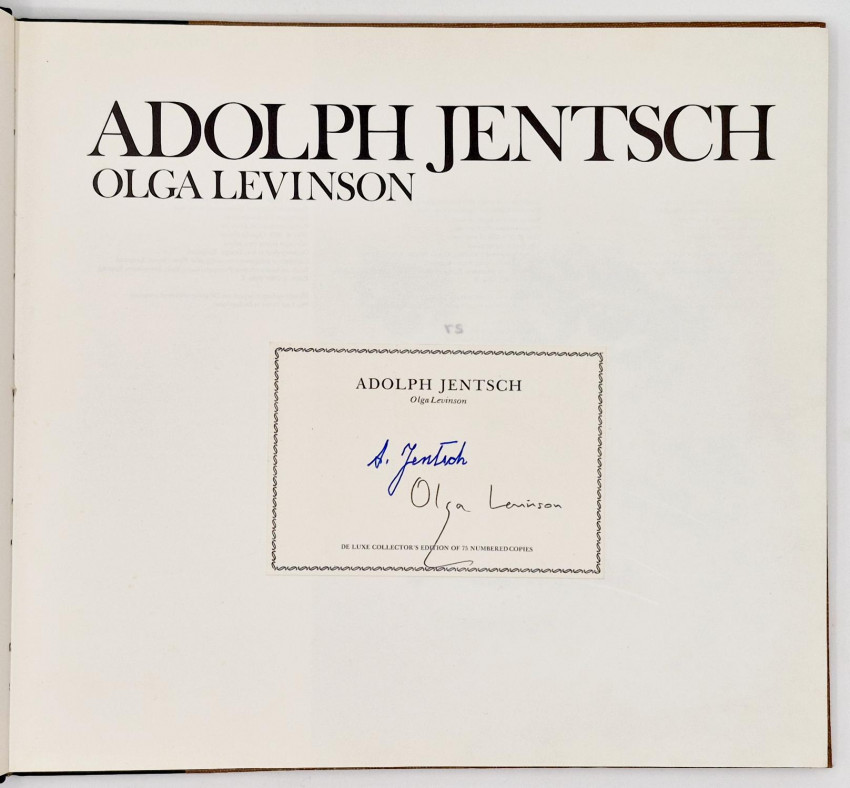 ADOLPH JENTSCH
OLGA LEVINSON
27
ADOLPH JENTSCH
Olga Levinson
A. Jentsch
Olga Levinson
DE LUXE COLLECTOR'S EDITION OF 75 NUMBERED COPIES